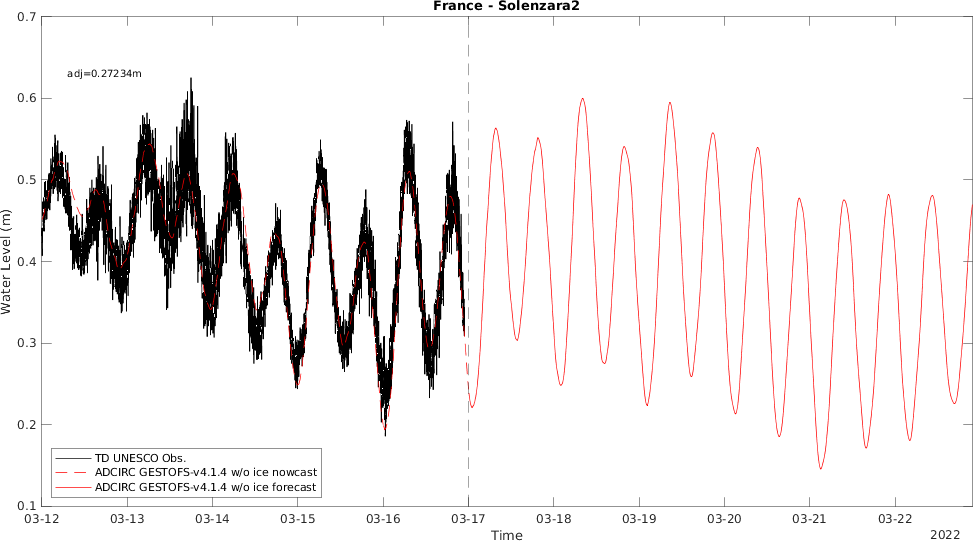 France - Solenzara2
adj=0.27234m
0.7
0.6
0.5
0.4
0.3
0.2
0.1
Water Level (m)
TD UNESCO Obs.
ADCIRC GESTOFS-v4.1.4 w/o ice nowcast
ADCIRC GESTOFS-v4.1.4 w/o ice forecast
03-12 03-13 03-14 03-15 03-16 03-17 03-18 03-19 03-20 03-21 03-22
Time
2022